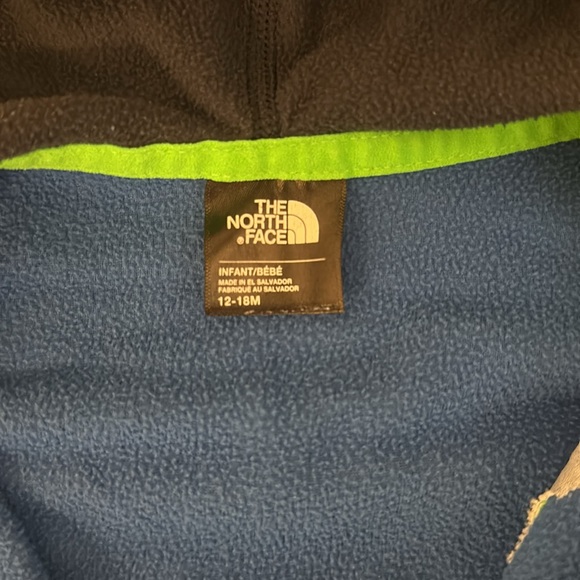 THE
NORTH
®FACE
INFANT/BÉBÉ
MADE IN EL SALVADOR
FABRIQUÉ AU SALVADOR
12-18M